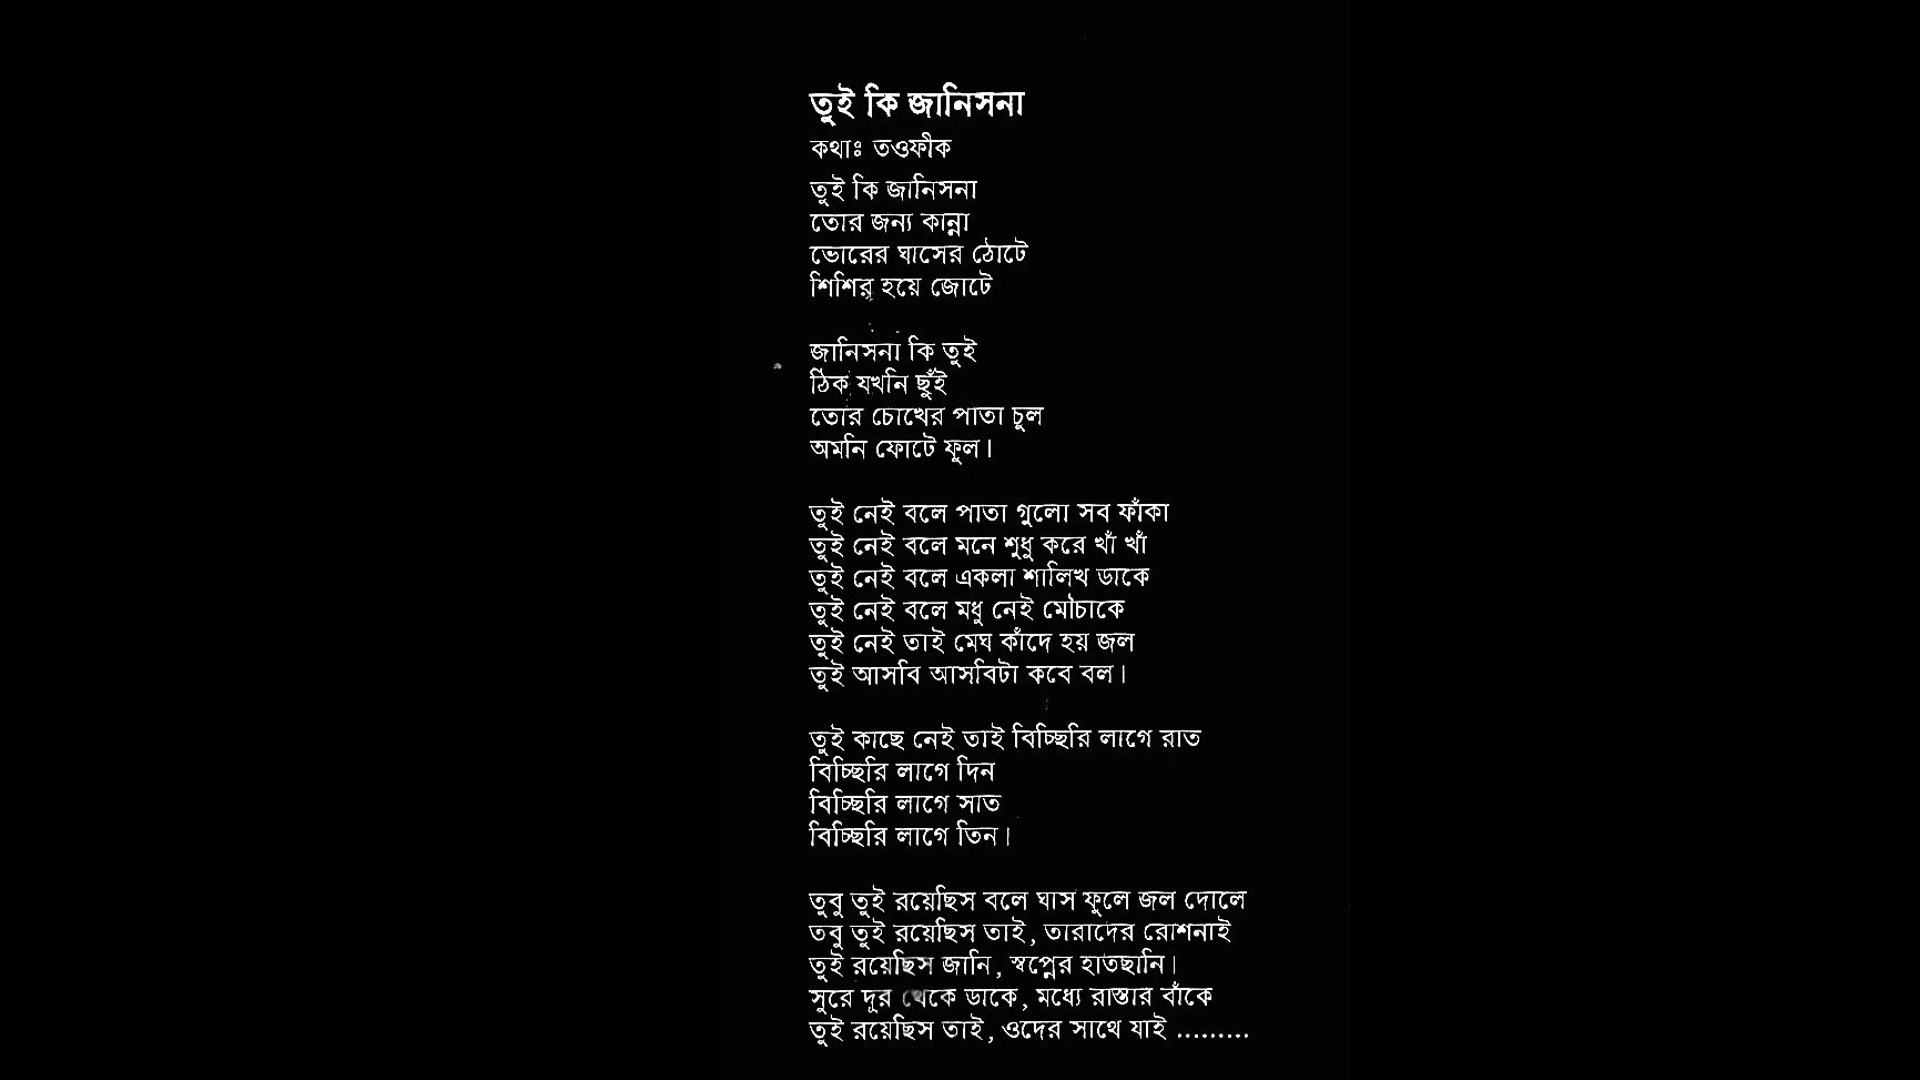 তুই কি জানিসনা
কথাঃ তওফীক
তুই কি জানিসনা
তোর জন্য কান্না
ভোরের ঘাসের ঠোটে
শিশির হয়ে জোটে
জানিসনা কি তুই
ঠিক যখনি ছুঁই
তোর চোখের পাতা চুল
অমনি ফোটে ফুল।
তুই নেই বলে পাতা গুলো সব ফাঁকা
তুই নেই বলে মনে শুধু করে খাঁ খাঁ
তুই নেই বলে একলা শালিখ ডাকে
তুই নেই বলে মধু নেই মৌচাকে
তুই নেই তাই মেঘ কাঁদে হয় জল
তুই আসবি আসবিটা কবে বল।
তুই কাছে নেই তাই বিচ্ছিরি লাগে রাত
বিচ্ছিরি লাগে দিন
বিচ্ছিরি লাগে সাত
বিচ্ছিরি লাগে তিন।
তুবু তুই রয়েছিস বলে ঘাস ফুলে জল দোলে
তবু তুই রয়েছিস তাই, তারাদের রোশনাই
তুই রয়েছিস জানি, স্বপ্নের হাতছানি।
সুরে দূর থেকে ডাকে, মধ্যে রাস্তার বাঁকে
তুই রয়েছিস তাই, ওদের সাথে যাই .........